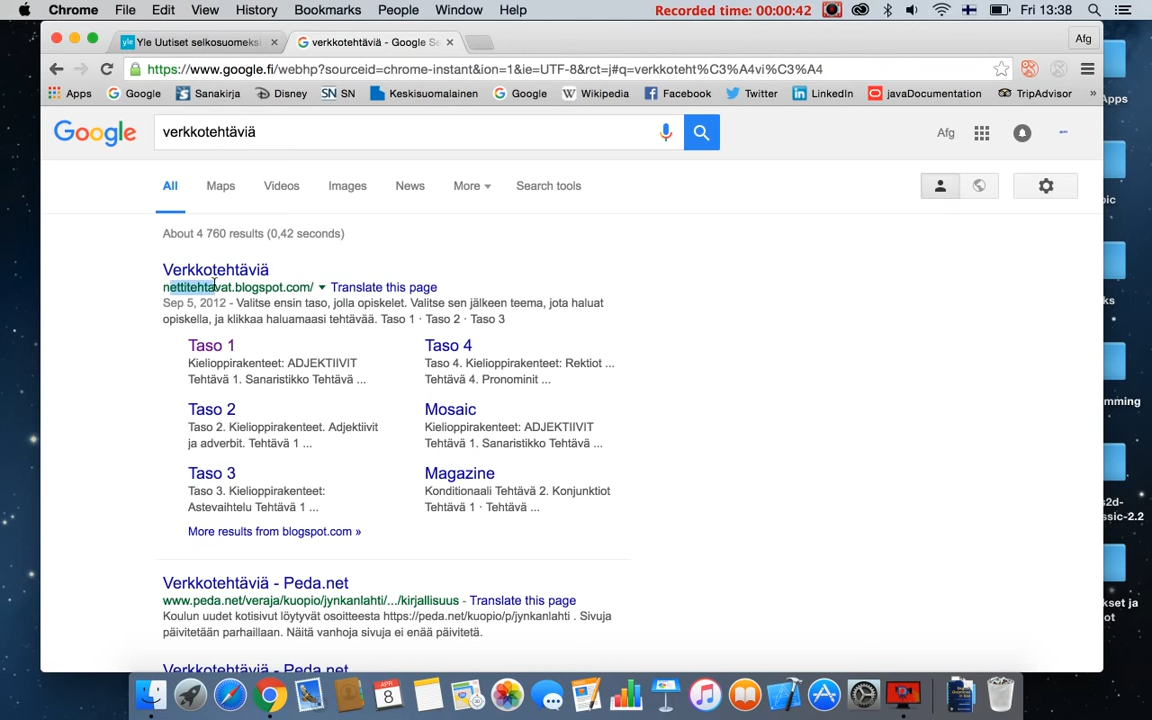 Chrome File Edit View History Bookmarks People Window Help Recorded time: 00:00:42 Fri 13:38
Yle Uutiset selkosuomeksi verkkotehtäviä - Google Se Afg
https://www.google.fi/webhp?sourceid=chrome-instant&ion=1&ie=UTF-8&rct=j#q=verkkoteht%C3%A4vi%C3%A4
Apps Google Sanakirja Disney SN Keskisuomalainen Google Wikipedia Facebook Twitter LinkedIn javaDocumentation TripAdvisor »
Apps
Google verkkotehtäviä Afg
All Maps Videos Images News More Search tools
About 4 760 results (0,42 seconds)
Verkkotehtäviä
nettitehtavat.blogspot.com/ Translate this page
Sep 5, 2012 - Valitse ensin taso, jolla opiskelet. Valitse sen jälkeen teema, jota haluat
opiskella, ja klikkaa haluamaasi tehtävää. Taso 1 · Taso 2 · Taso 3
Taso 1
Kielioppirakenteet: ADJEKTIIVIT
Tehtävä 1. Sanaristikko Tehtävä ...
Taso 4
Taso 4. Kielioppirakenteet: Rektiot ...
Tehtävä 4. Pronominit ...
Taso 2
Taso 2. Kielioppirakenteet. Adjektiivit
ja adverbit. Tehtävä 1 ...
Mosaic
Kielioppirakenteet: ADJEKTIIVIT
Tehtävä 1. Sanaristikko Tehtävä ...
Taso 3
Taso 3. Kielioppirakenteet:
Astevaihtelu Tehtävä 1 ...
Magazine
Konditionaali Tehtävä 2. Konjunktiot
Tehtävä 1 · Tehtävä ...
More results from blogspot.com »
Verkkotehtäviä - Peda.net
www.peda.net/veraja/kuopio/jynkanlahti/.../kirjallisuus - Translate this page
Koulun uudet kotisivut löytyvät osoitteesta https://peda.net/kuopio/p/jynkanlahti . Sivuja
päivitetään parhaillaan. Näitä vanhoja sivuja ei enää päivitetä.
Verkkotehtäviä - Peda.net
APR
8